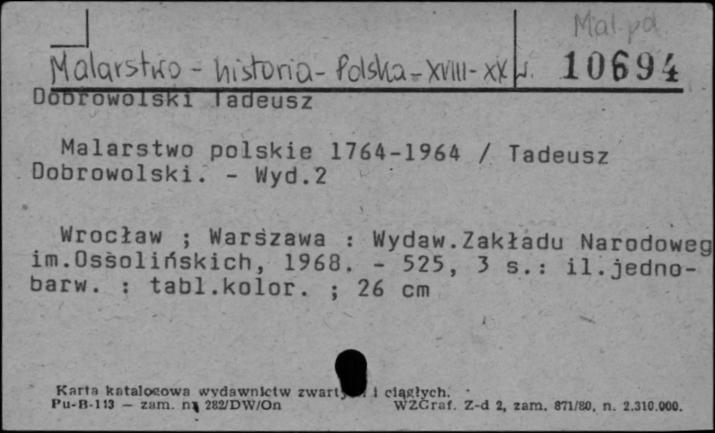 Mal.pol
Malarstwo - historia - Polska - XVIII-XX w. 10694
Dobrowolski Tadeusz
Malarstwo polskie 1764-1964 / Tadeusz
Dobrowolski. - Wyd.2
Wrocław ; Warszawa : Wydaw.Zakładu Narodoweg
im.Ossolińskich, 1968. - 525, 3 s.: il.jedno-
barw. : tabl.kolor. ; 26 cm
Karta katalogowa wydawnictw zwartych i ciągłych.
Pu-B-113 — zam. nr 282/DW/On WZGraf. Z-d 2, zam. 871/80, n. 2.310.000.